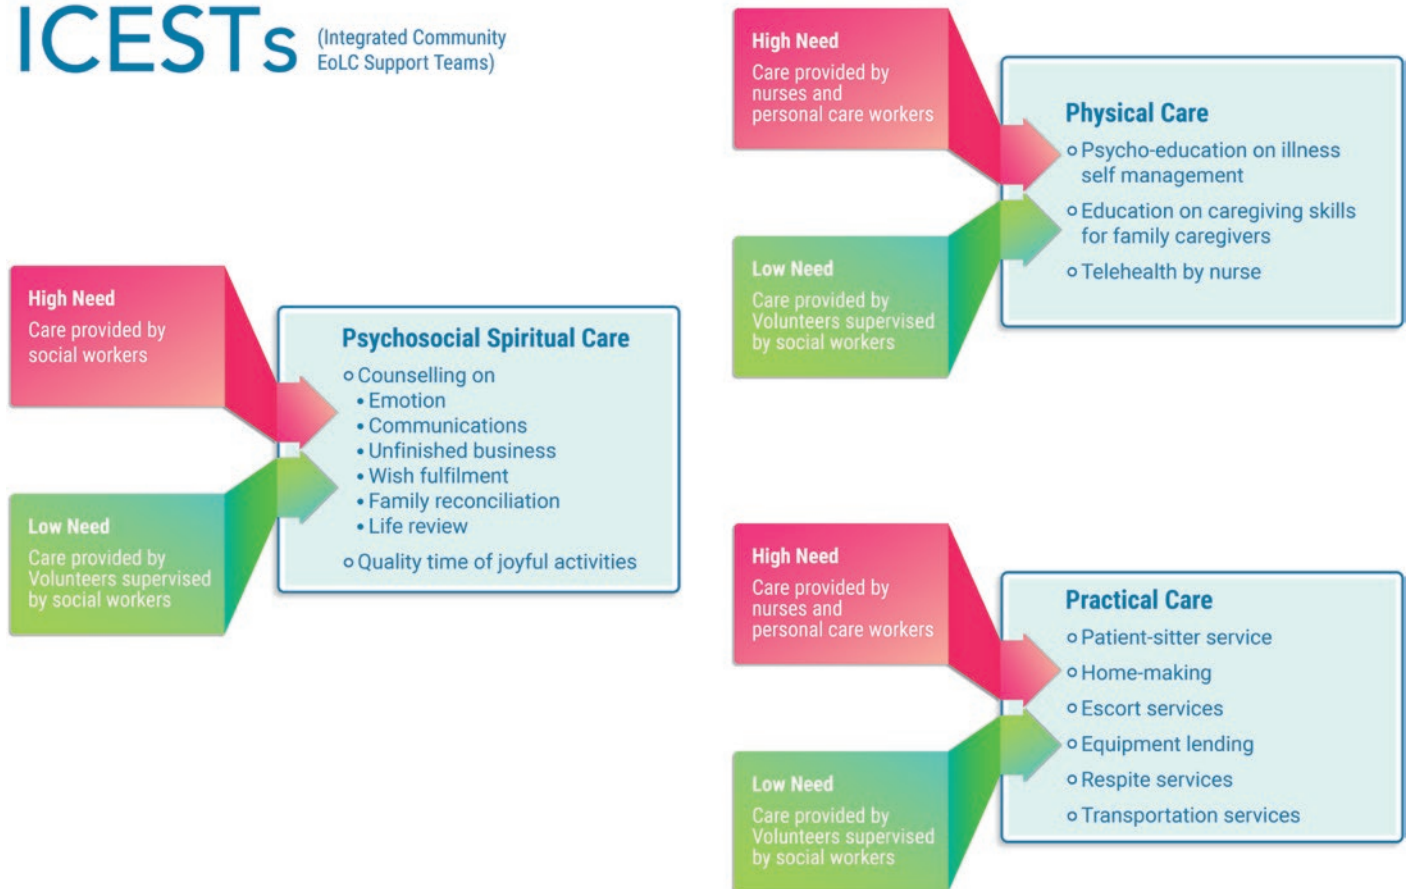 ICESTs
(Integrated Community
EoLC Support Teams)
High Need
Care provided by
social workers
Low Need
Care provided by
Volunteers supervised
by social workers
Psychosocial Spiritual Care
Counselling on
• Emotion
• Communications
• Unfinished business
• Wish fulfilment
• Family reconciliation
• Life review
Quality time of joyful activities
High Need
Care provided by
nurses and
personal care workers
Low Need
Care provided by
Volunteers supervised
by social workers
Physical Care
Psycho-education on illness
self management
Education on caregiving skills
for family caregivers
Telehealth by nurse
High Need
Care provided by
nurses and
personal care workers
Low Need
Care provided by
Volunteers supervised
by social workers
Practical Care
Patient-sitter service
Home-making
Escort services
Equipment lending
Respite services
Transportation services